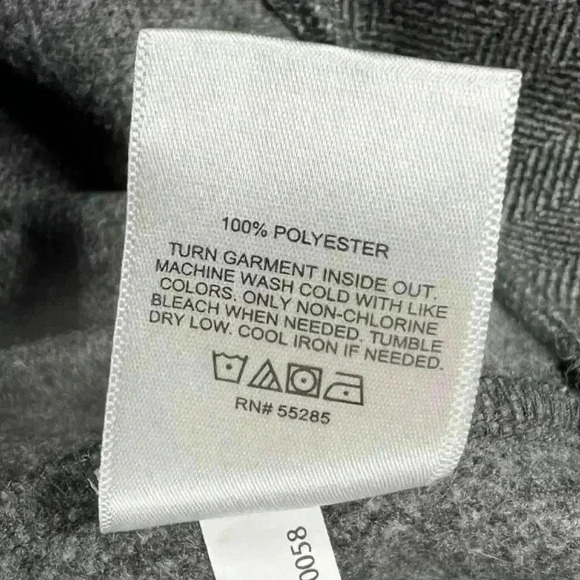 100% POLYESTER
TURN GARMENT INSIDE OUT.
MACHINE WASH COLD WITH LIKE
COLORS. ONLY NON-CHLORINE
BLEACH WHEN NEEDED. TUMBLE
DRY LOW. COOL IRON IF NEEDED.
RN# 55285
0058